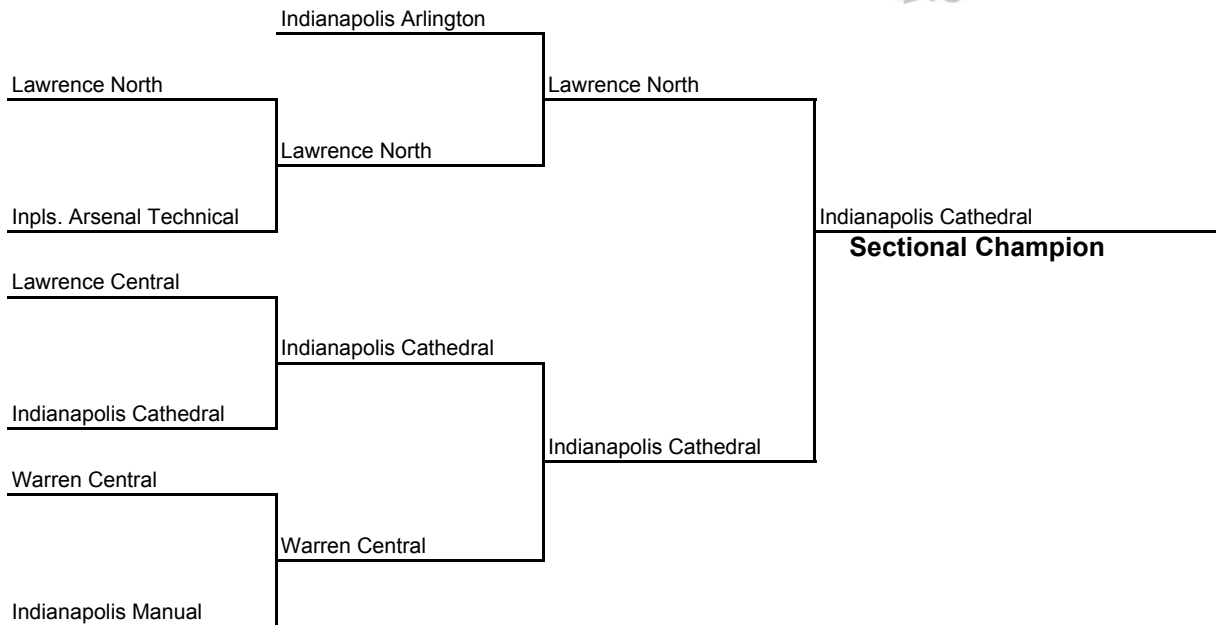 Indianapolis Arlington
Lawrence North
Lawrence North
Lawrence North
Inpls. Arsenal Technical
Indianapolis Cathedral
Sectional Champion
Lawrence Central
Indianapolis Cathedral
Indianapolis Cathedral
Indianapolis Cathedral
Warren Central
Warren Central
Indianapolis Manual